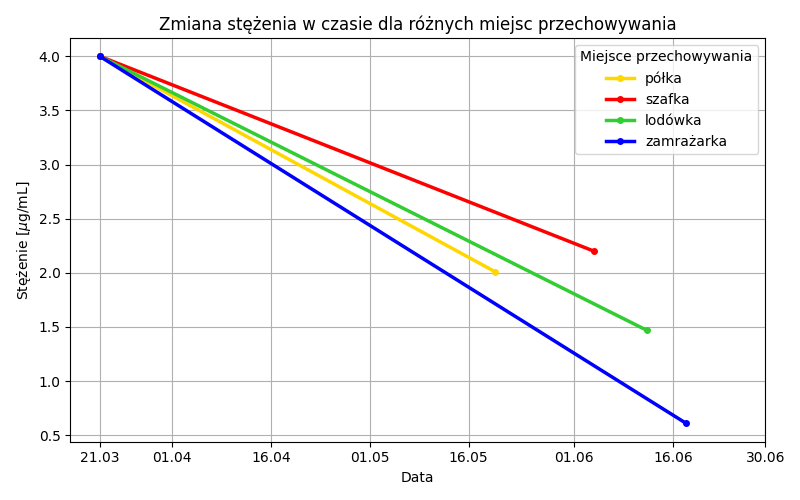 Zmiana stężenia w czasie dla różnych miejsc przechowywania
Stężenie [µg/mL]
4.0
3.5
3.0
2.5
2.0
1.5
1.0
0.5
Miejsce przechowywania
półka
szafka
lodówka
zamrażarka
21.03 01.04 16.04 01.05 16.05 01.06 16.06 30.06
Data